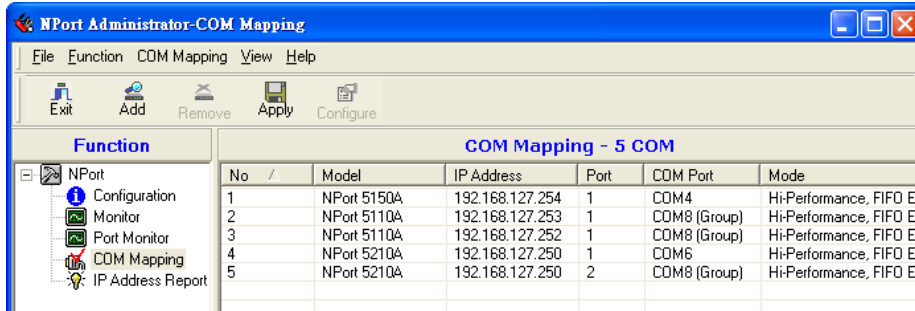 NPort Administrator-COM Mapping
File Function COM Mapping View Help
Exit Add Remove Apply Configure
Function
COM Mapping - 5 COM
NPort
Configuration
Monitor
Port Monitor
COM Mapping
IP Address Report
No Model IP Address Port COM Port Mode
1 NPort 5150A 192.168.127.254 1 COM4 Hi-Performance, FIFO E
2 NPort 5110A 192.168.127.253 1 COM8 (Group) Hi-Performance, FIFO E
3 NPort 5110A 192.168.127.252 1 COM8 (Group) Hi-Performance, FIFO E
4 NPort 5210A 192.168.127.250 1 COM6 Hi-Performance, FIFO E
5 NPort 5210A 192.168.127.250 2 COM8 (Group) Hi-Performance, FIFO E